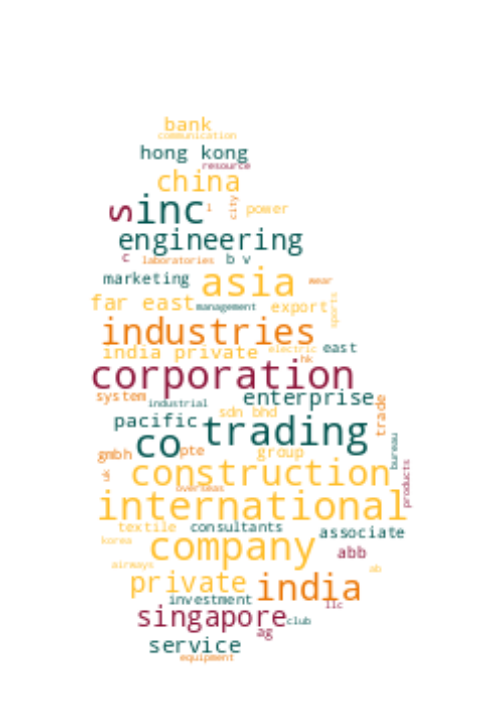 bank
communication
hong kong
resource
china
s inc i city power
engineering
c laboratories b v
marketing asia wear
far east management export sports
industries
india private electric east
hk
corporation
system industrial enterprise
sdn bhd trade
pacific trading
co
gmbh pte group bureau
uk construction products
overseas
international
textile consultants associate
korea company abb
airways ab
private india
investment llc
singapore club
ag
service
equipment